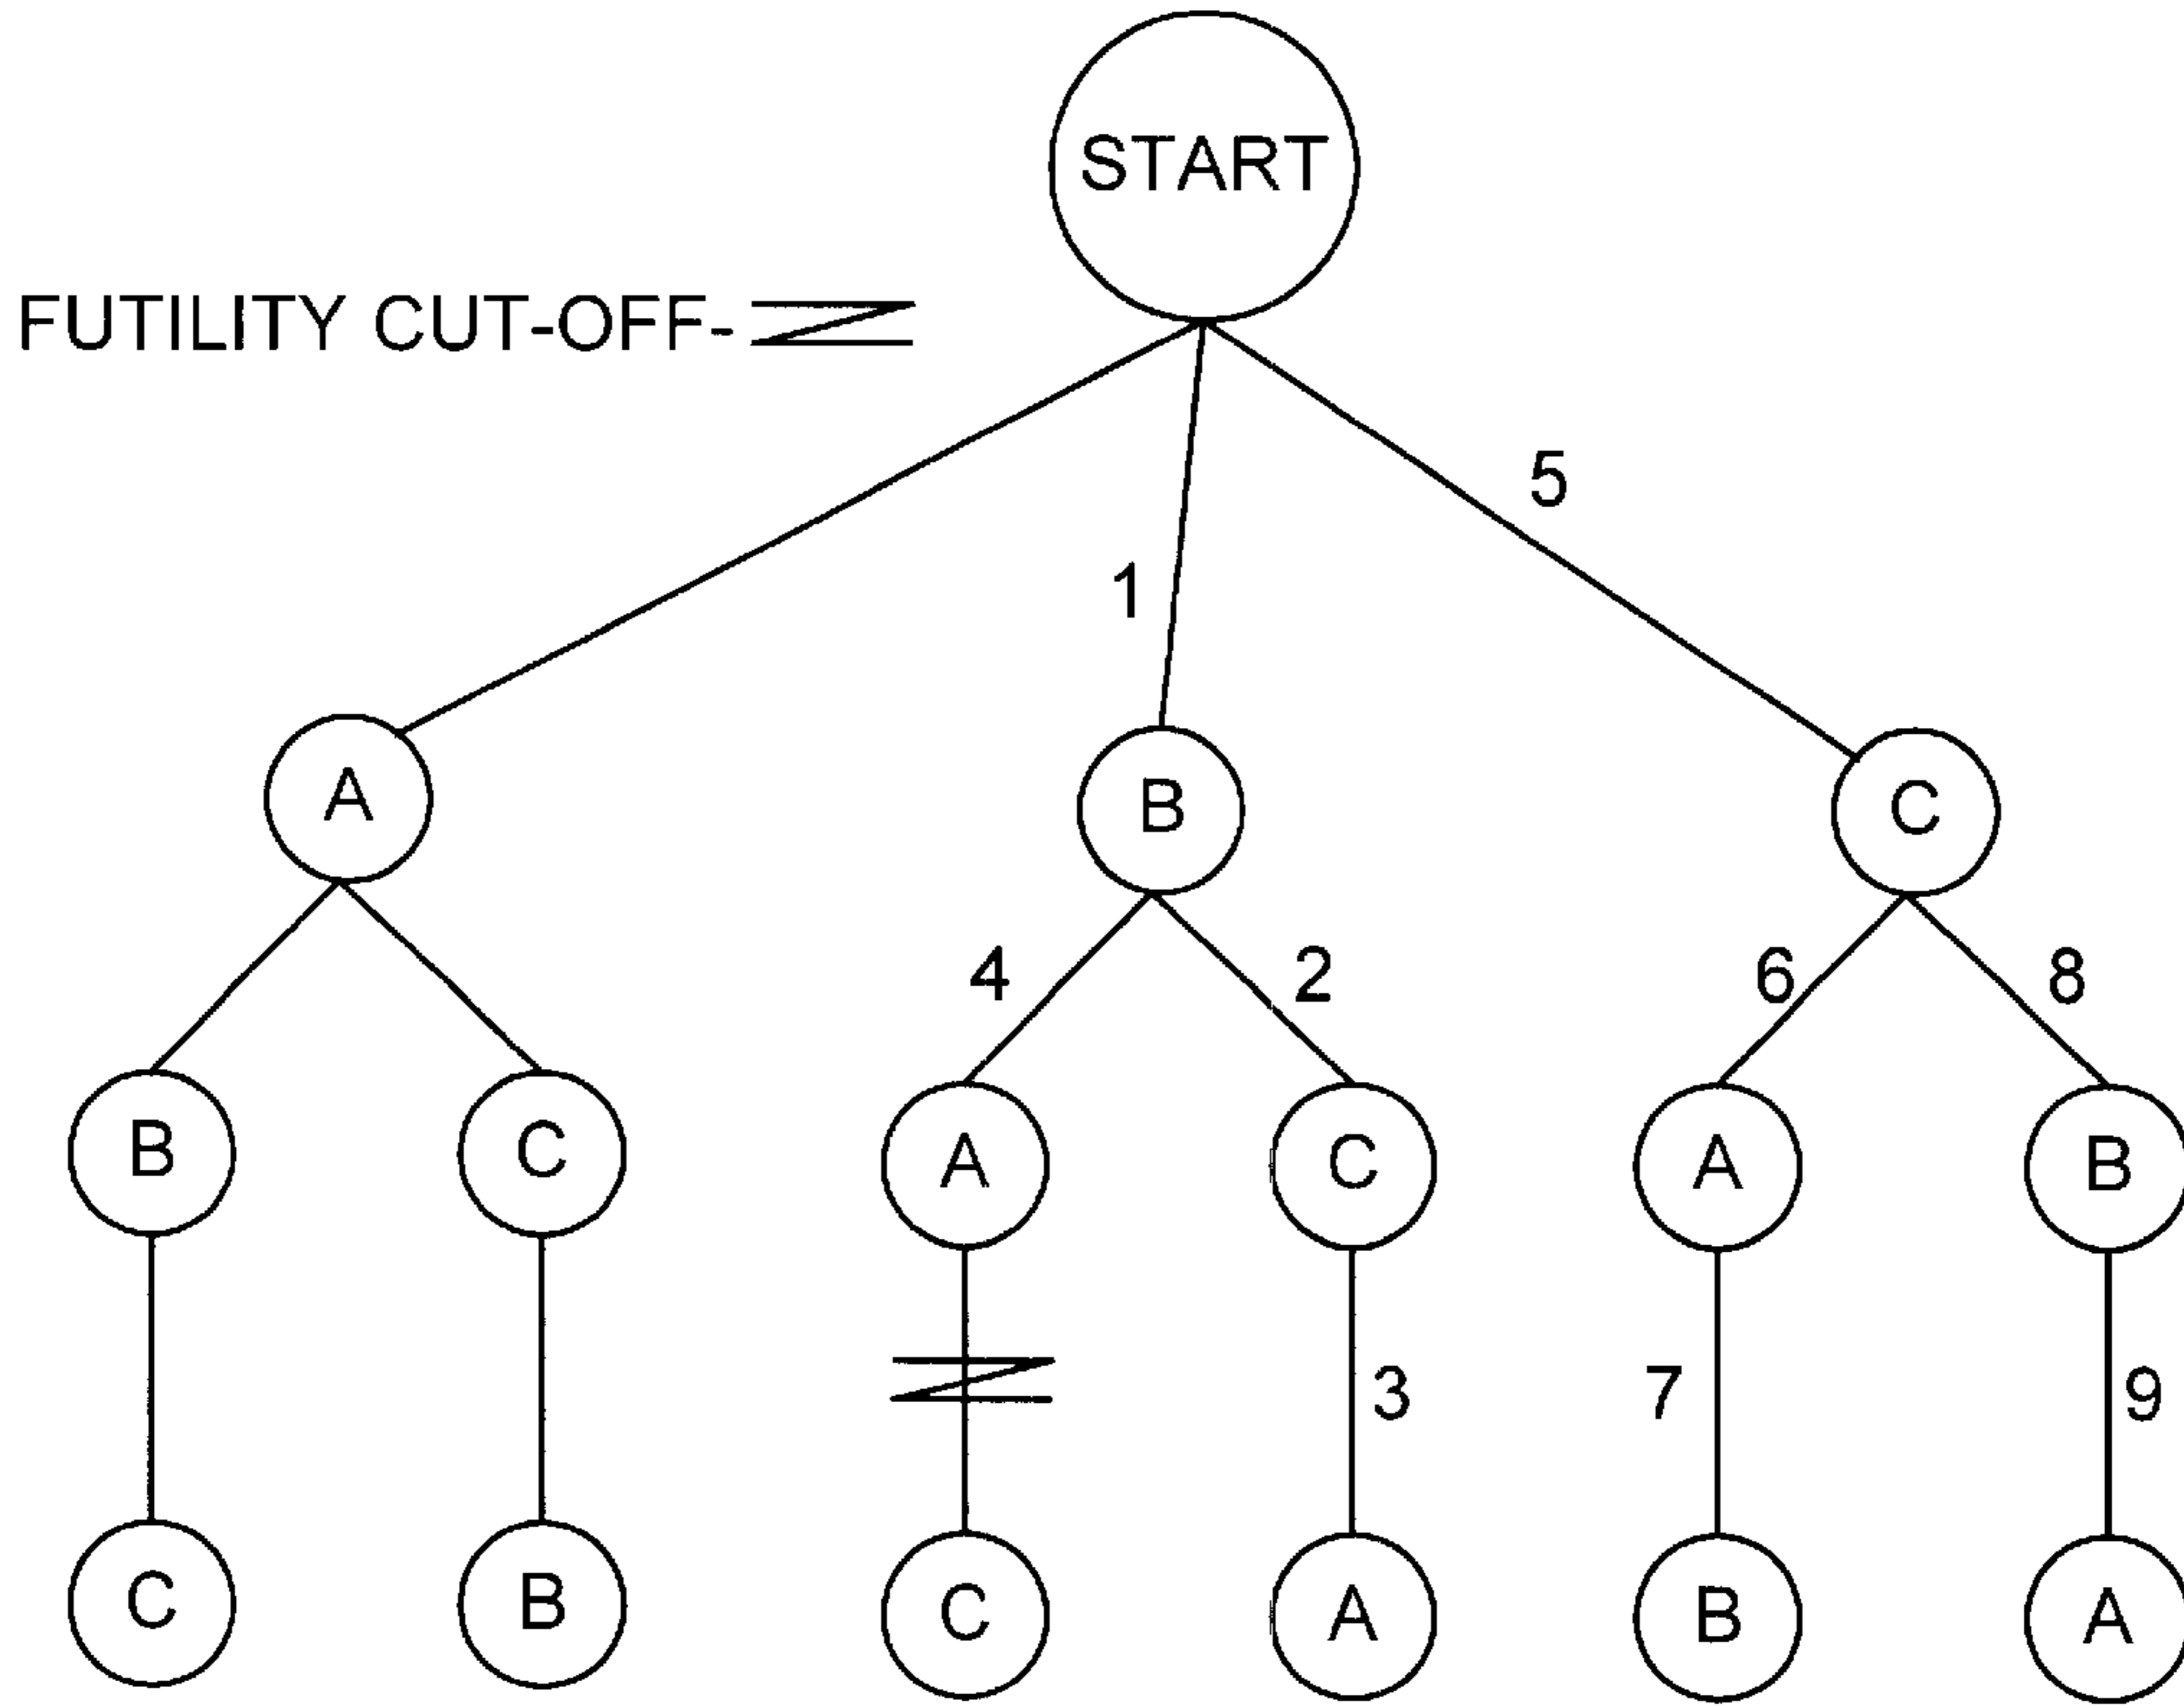 START
FUTILITY CUT-OFF-
5
1
A B C
4 2 6 8
B C A C A B
3 7 9
C B C A B A